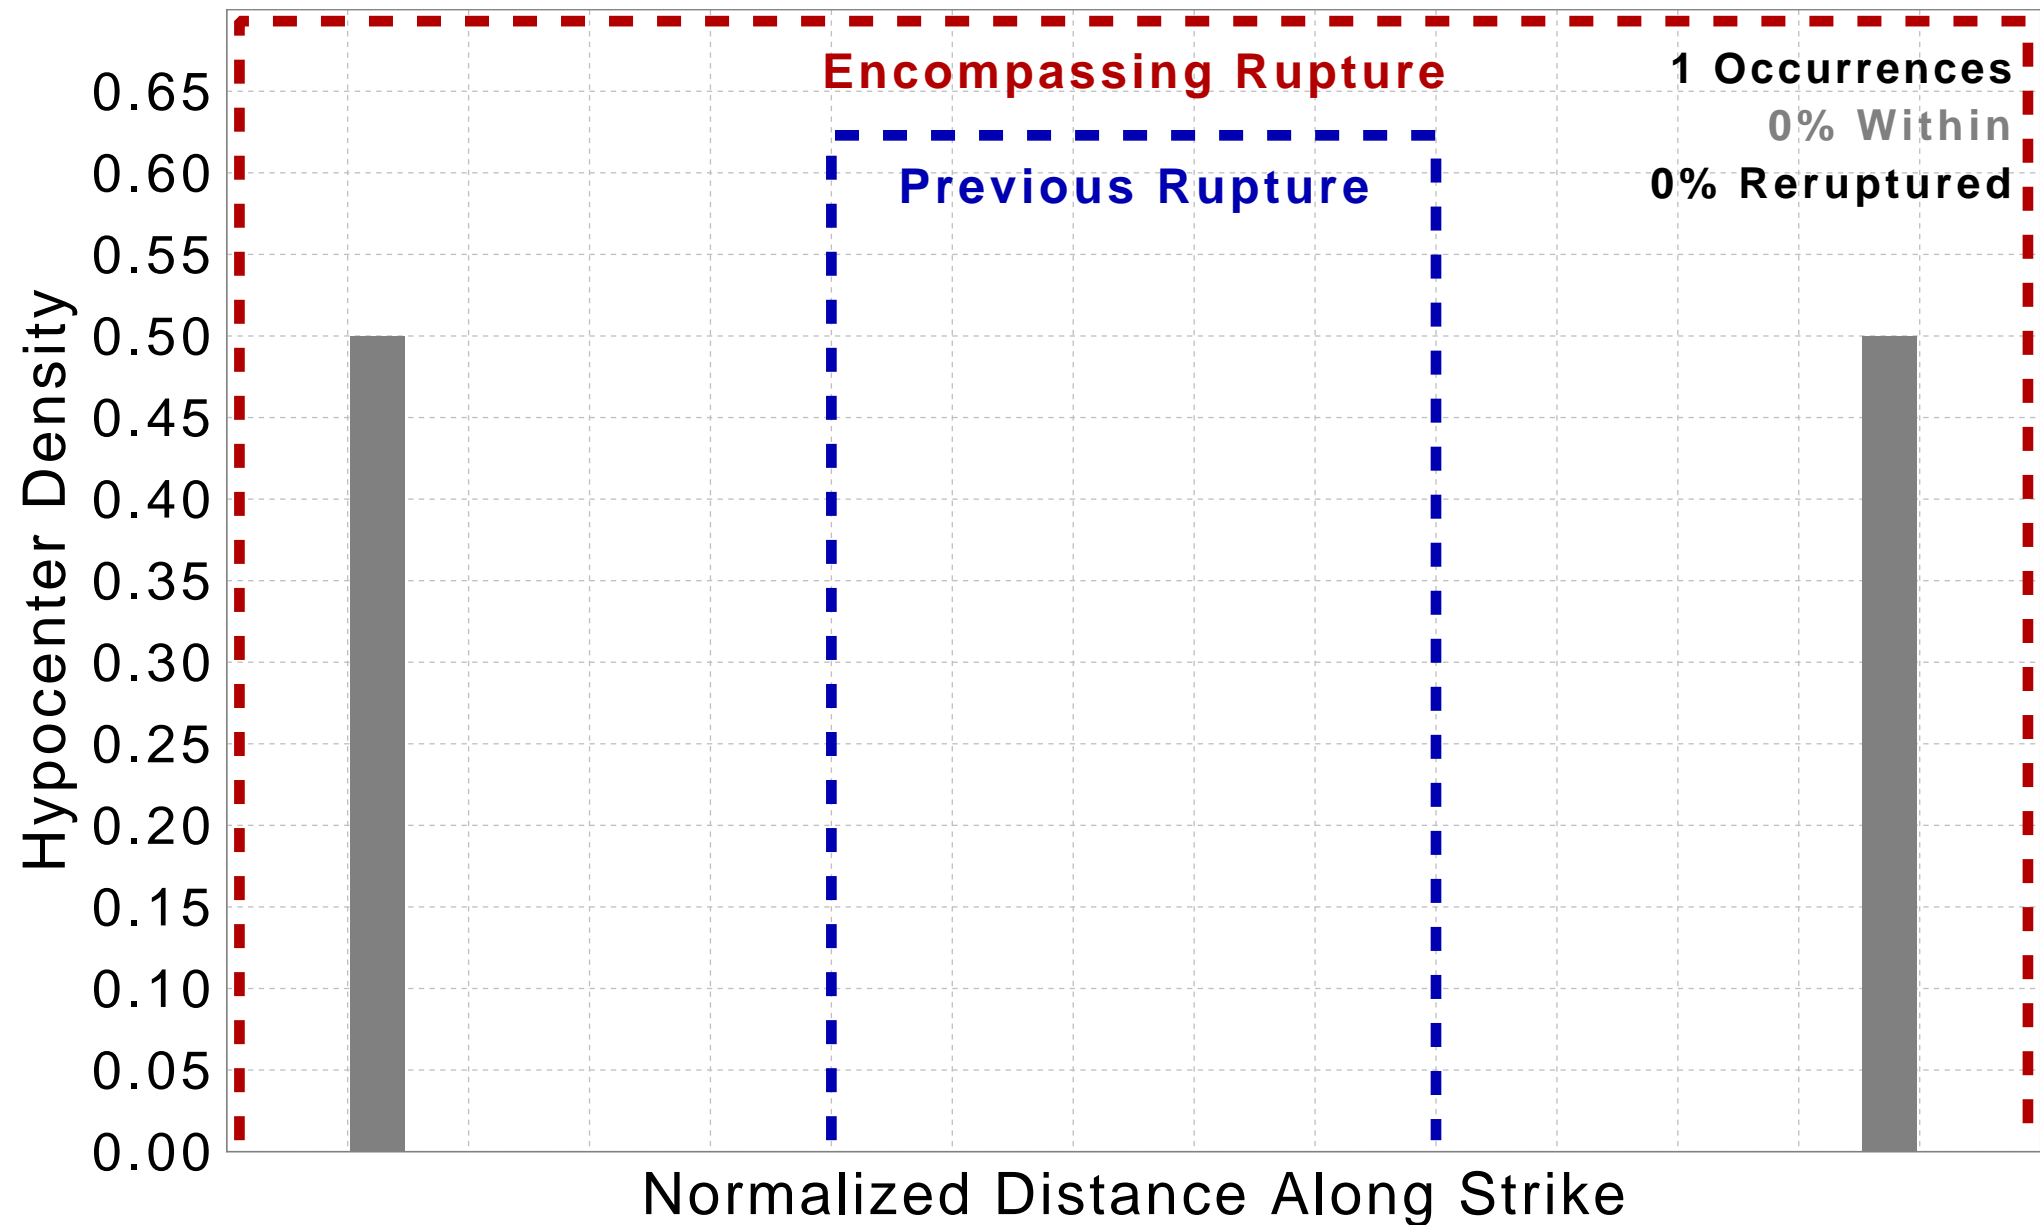 Encompassing Rupture
1 Occurrences
0% Within
Previous Rupture
0% Reruptured
Hypocenter Density
0.65
0.60
0.55
0.50
0.45
0.40
0.35
0.30
0.25
0.20
0.15
0.10
0.05
0.00
Normalized Distance Along Strike